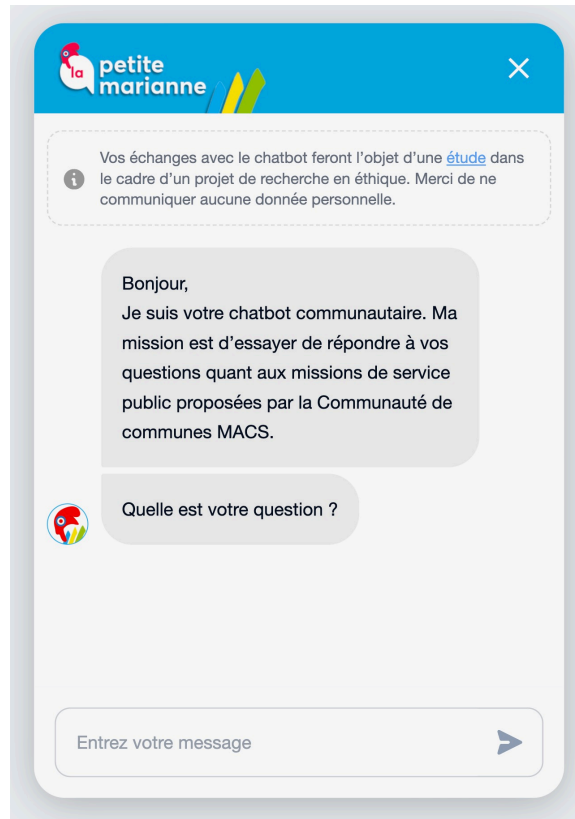 la
petite
marianne
Vos échanges avec le chatbot feront l’objet d’une étude dans
le cadre d’un projet de recherche en éthique. Merci de ne
communiquer aucune donnée personnelle.
Bonjour,
Je suis votre chatbot communautaire. Ma
mission est d’essayer de répondre à vos
questions quant aux missions de service
public proposées par la Communauté de
communes MACS.
Quelle est votre question ?
Entrez votre message